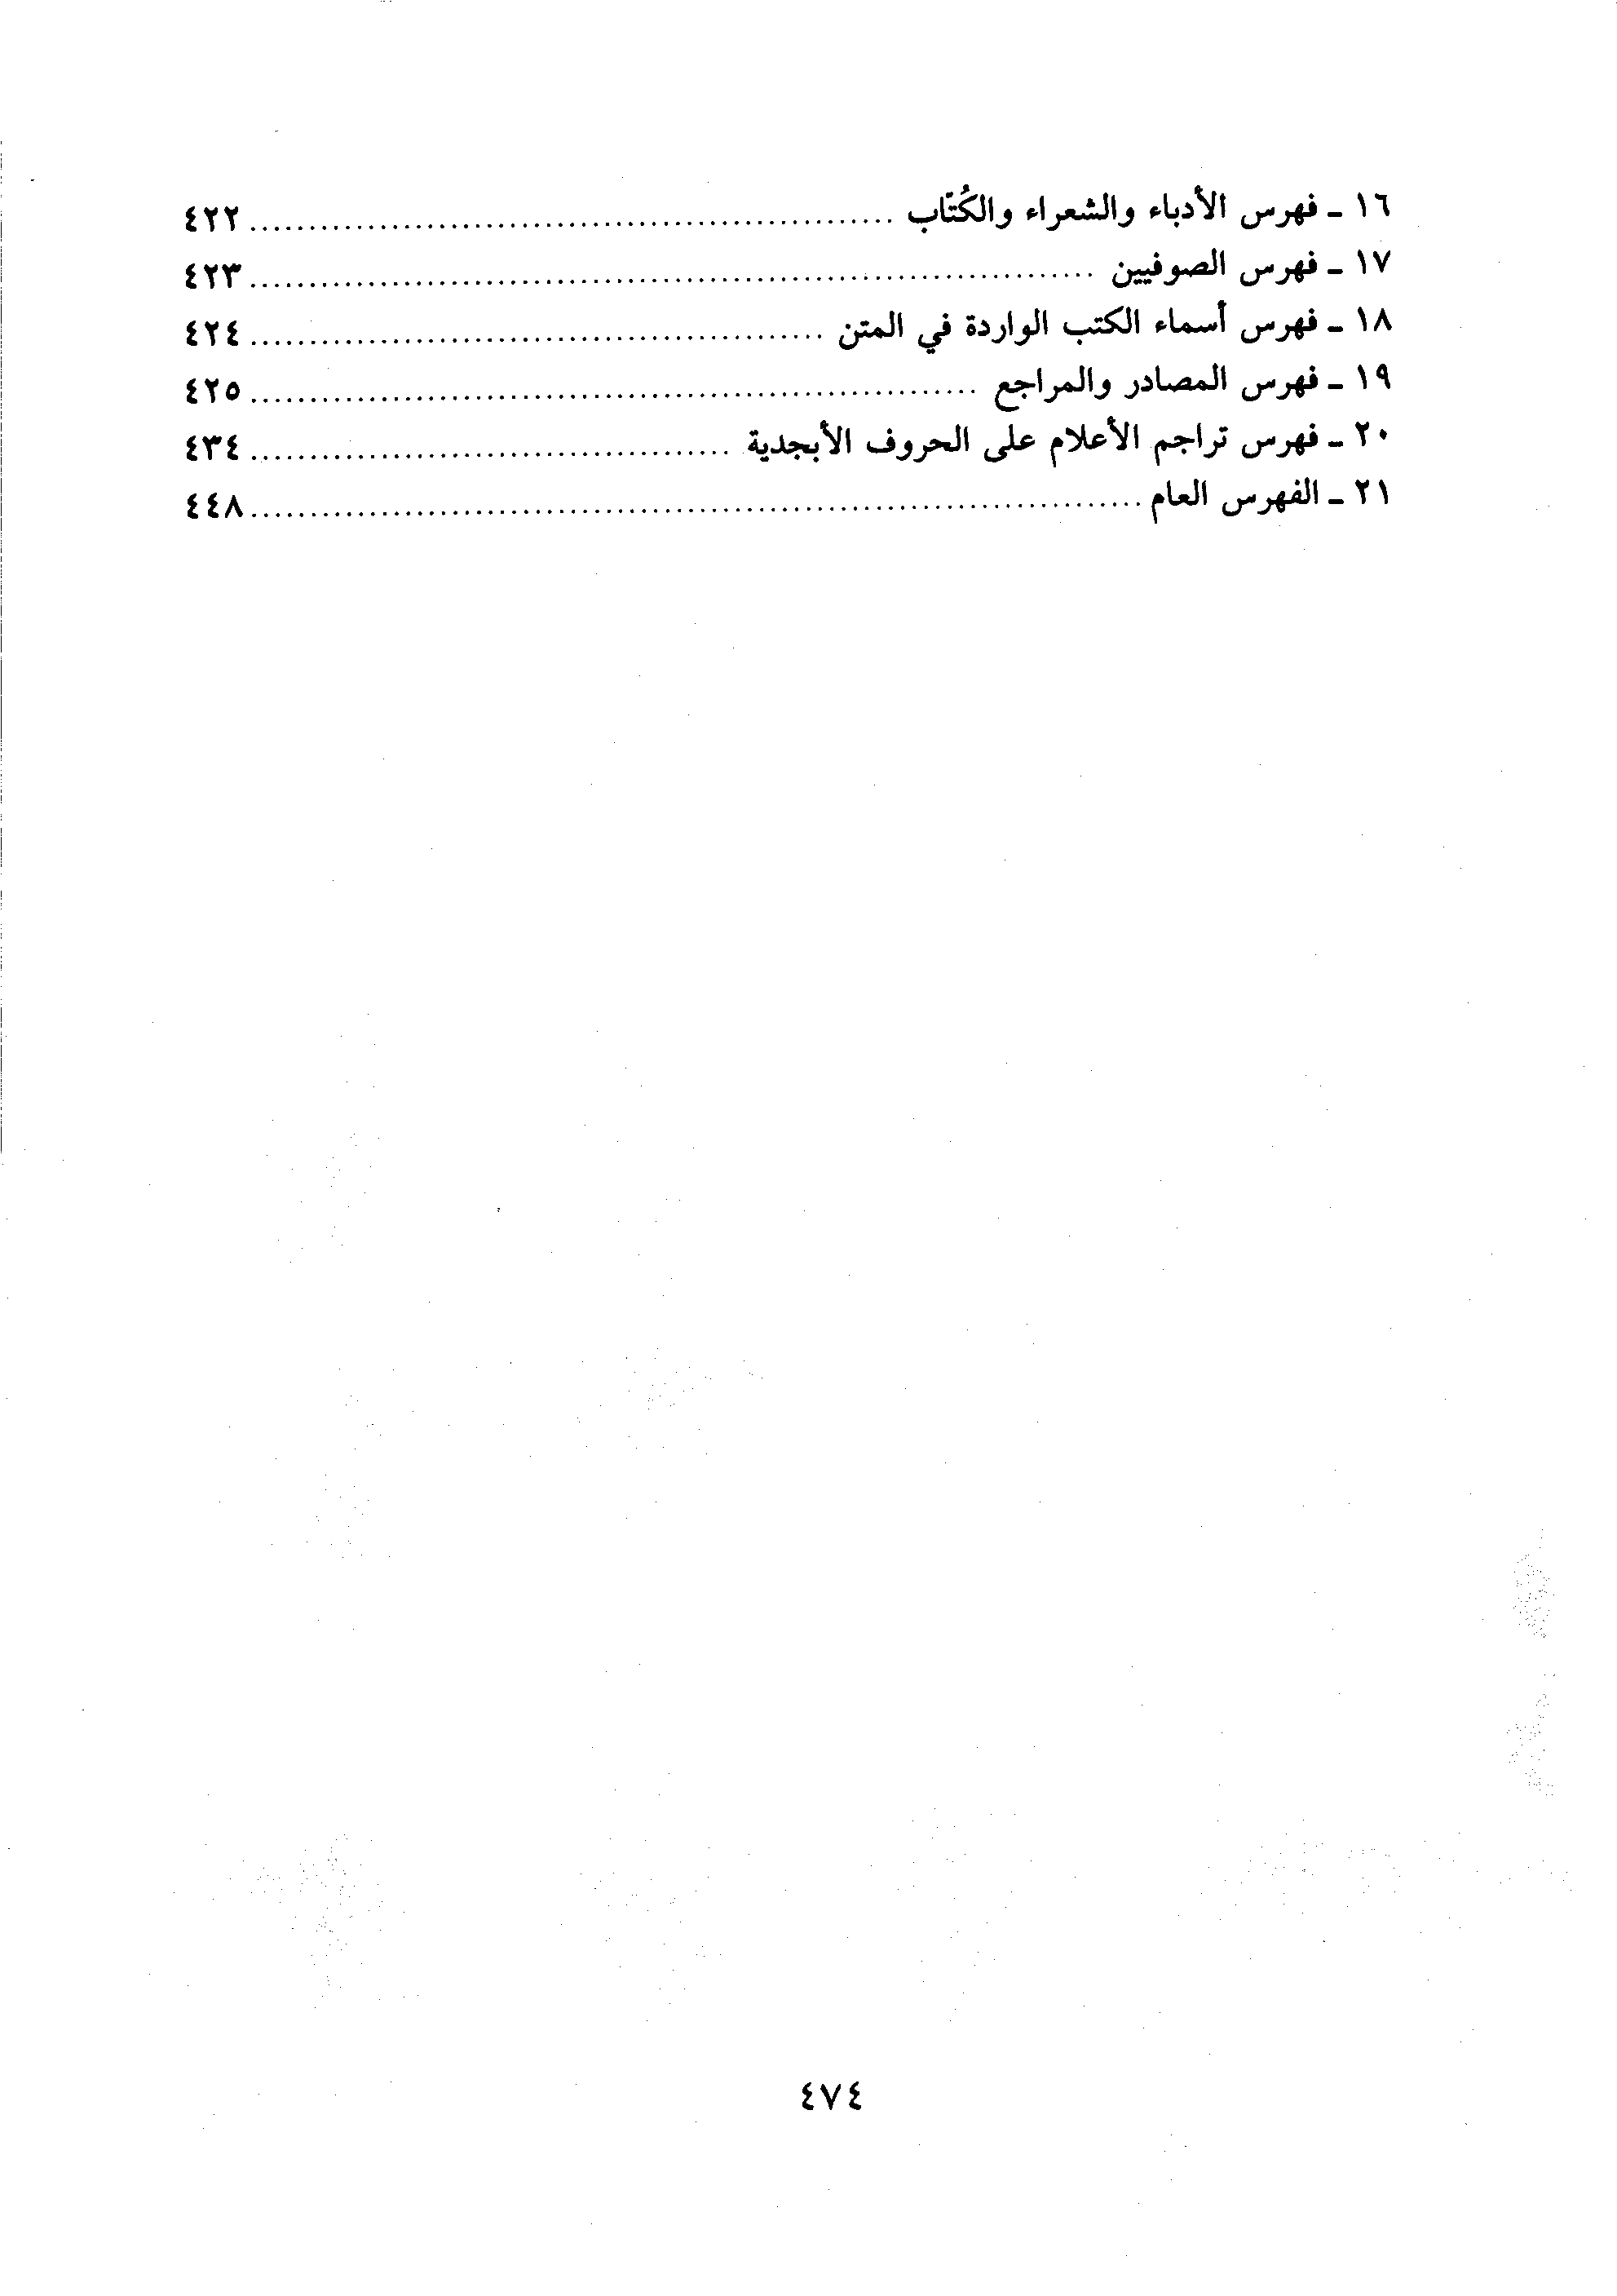 ١٦ - فهرس الأدباء والشعراء والكُتّاب ........................................ ٤٢٢
١٧ - فهرس الصوفيين ........................................ ٤٢٣
١٨ - فهرس أسماء الكتب الواردة في المتن ........................................ ٤٢٤
١٩ - فهرس المصادر والمراجع ........................................ ٤٢٥
٢٠ - فهرس تراجم الأعلام على الحروف الأبجدية ........................................ ٤٣٤
٢١ - الفهرس العام ........................................ ٤٤٨
٤٧٤